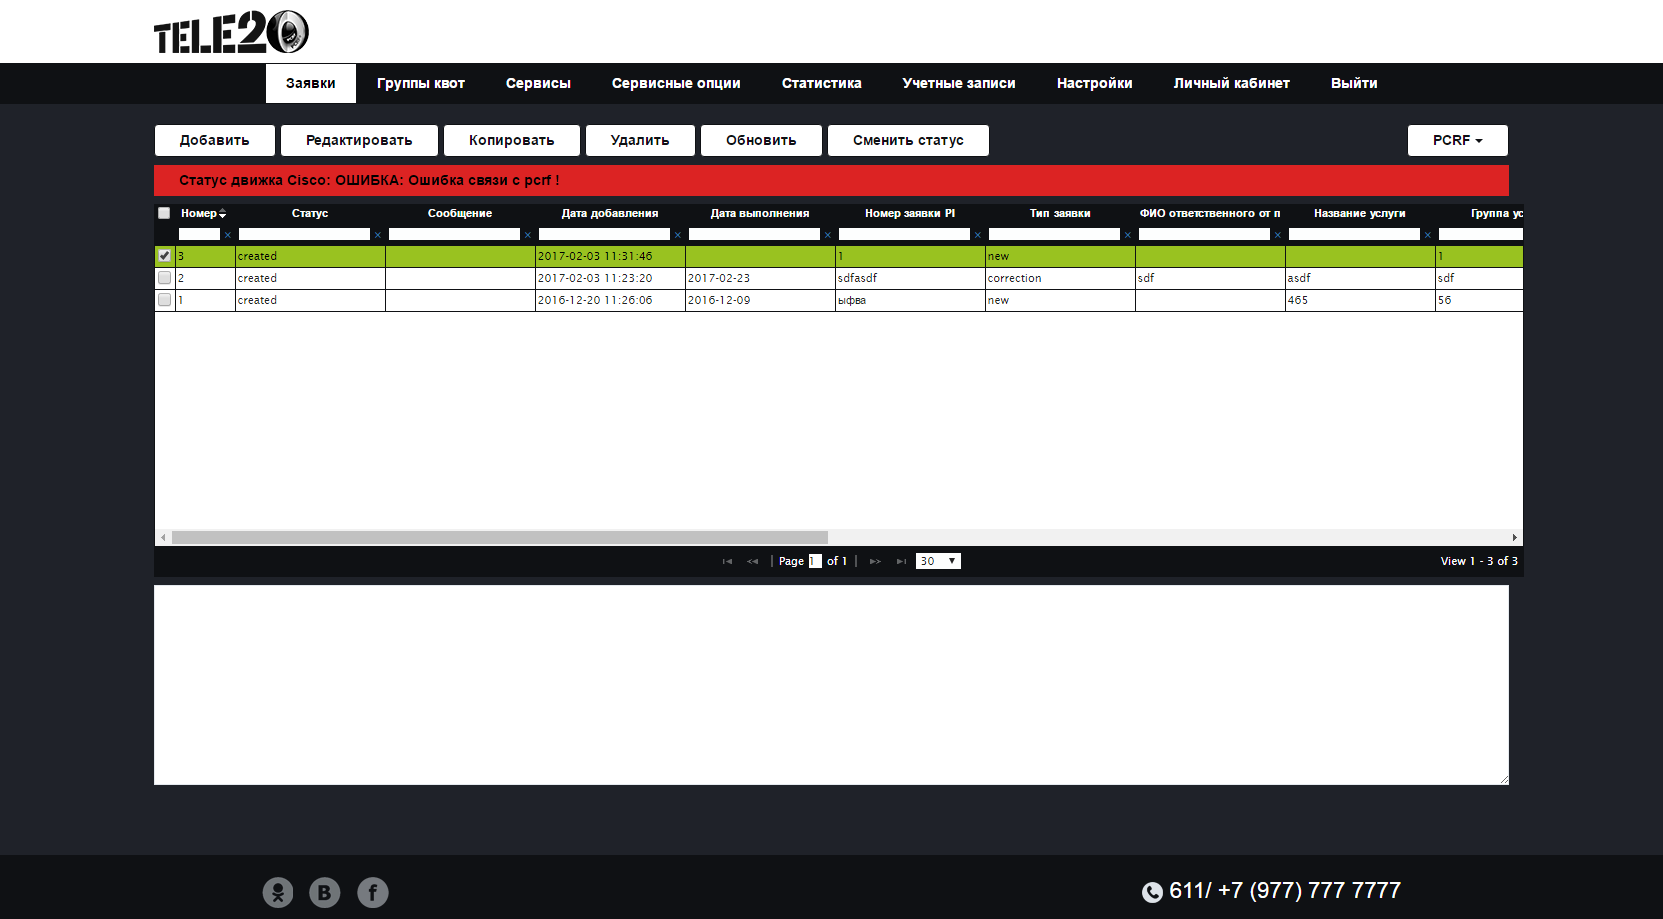 TELE2
Заявки Группы квот Сервисы Сервисные опции Статистика Учетные записи Настройки Личный кабинет Выйти
Добавить Редактировать Копировать Удалить Обновить Сменить статус PCRF
Статус движка Cisco: ОШИБКА: Ошибка связи с pcrf !
Номер Статус Сообщение Дата добавления Дата выполнения Номер заявки PI Тип заявки ФИО ответственного от п Название услуги Группа ус
× × × × × × × × ×
3 created 2017-02-03 11:31:46 1 new 1
2 created 2017-02-03 11:23:20 2017-02-23 sdfasdf correction sdf asdf sdf
1 created 2016-12-20 11:26:06 2016-12-09 ыфва new 465 56
Page 1 of 1 30 View 1 - 3 of 3
611/ +7 (977) 777 7777